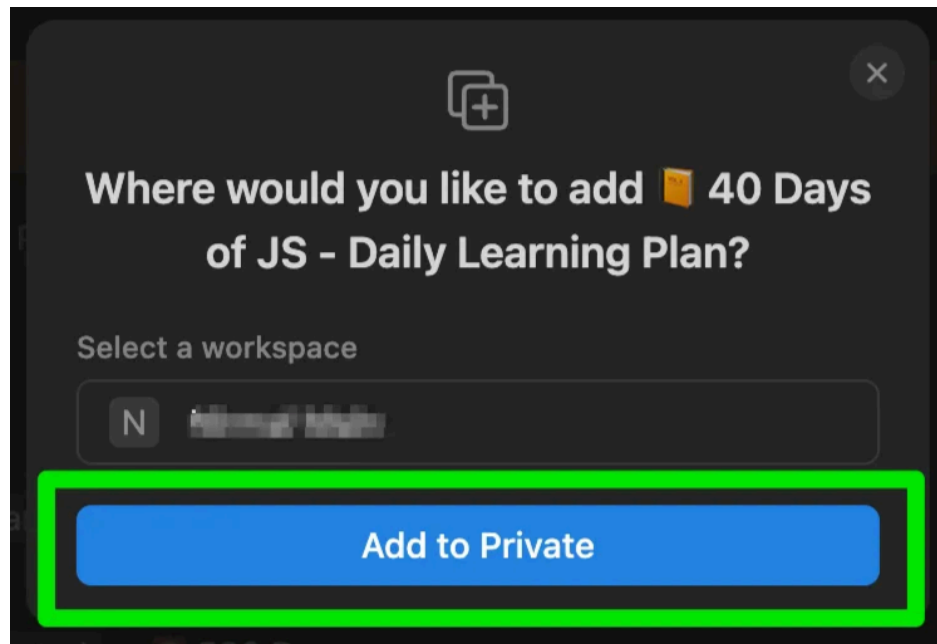 Where would you like to add 📙 40 Days
of JS - Daily Learning Plan?
Select a workspace
N
Add to Private